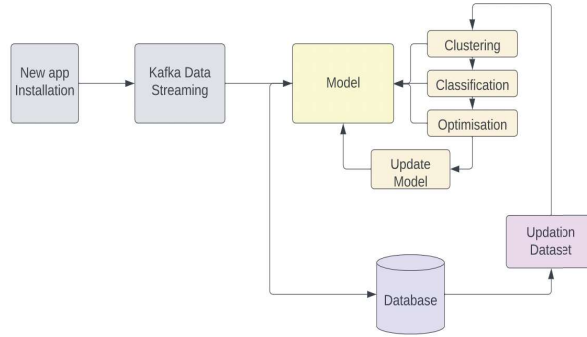 New app
Installation
Kafka Data
Streaming
Model
Clustering
Classification
Optimisation
Update
Model
Updation
Dataset
Database